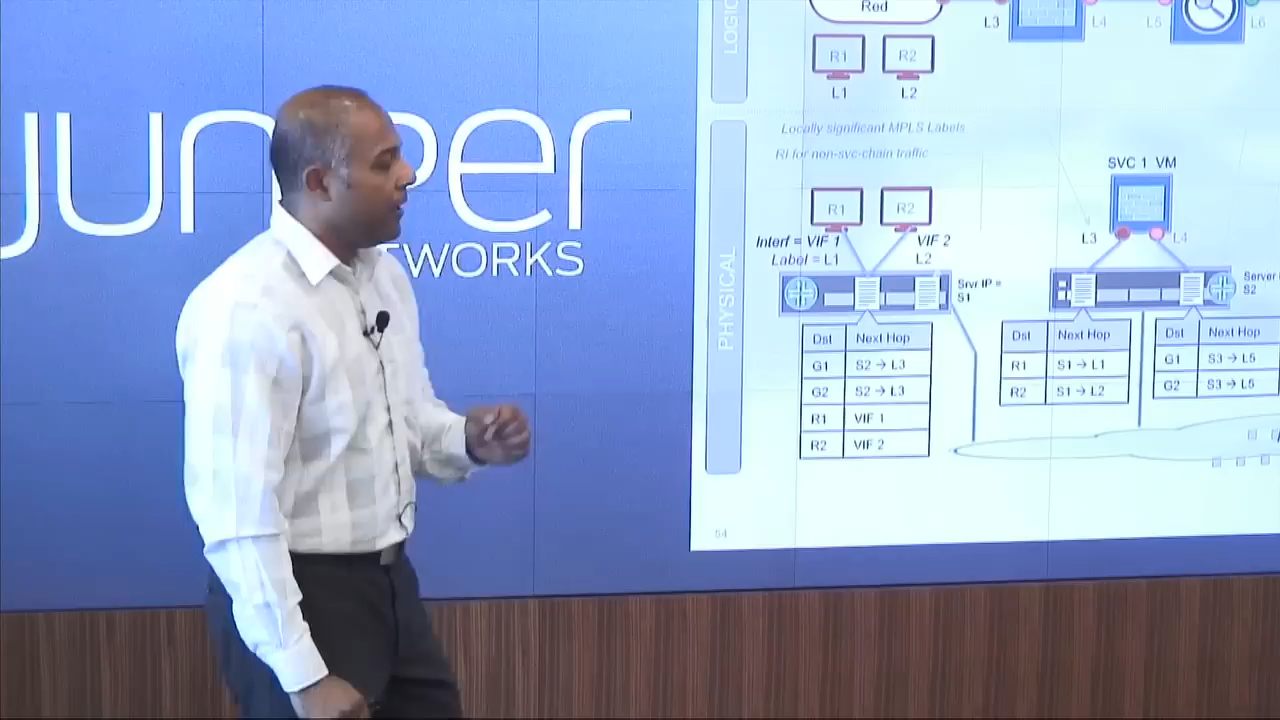 juniper
NETWORKS
LOGIC
Red
L3
L4
L5
L6
R1
R2
L1
L2
PHYSICAL
Locally significant MPLS Labels
RI for non-svc-chain traffic
SVC 1 VM
R1
R2
L3
L4
Interf = VIF 1
VIF 2
Label = L1
L2
Srvr IP =
S1
Server
S2
Dst Next Hop
G1 S2 → L3
G2 S2 → L3
R1 VIF 1
R2 VIF 2
Dst Next Hop
R1 S1 → L1
R2 S1 → L2
Dst Next Hop
G1 S3 → L5
G2 S3 → L5
54